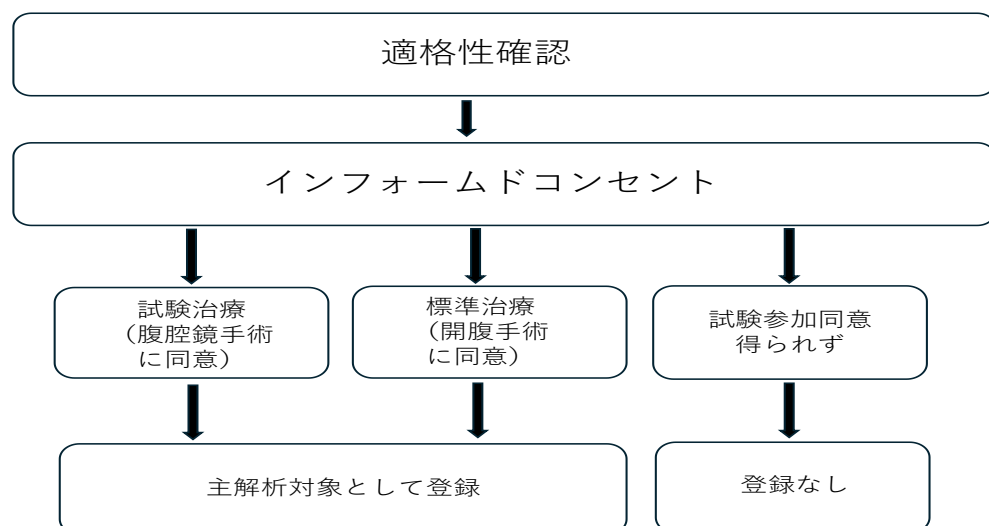 適格性確認
インフォームドコンセント
試験治療
（腹腔鏡手術
に同意）
標準治療
（開腹手術
に同意）
試験参加同意
得られず
主解析対象として登録
登録なし